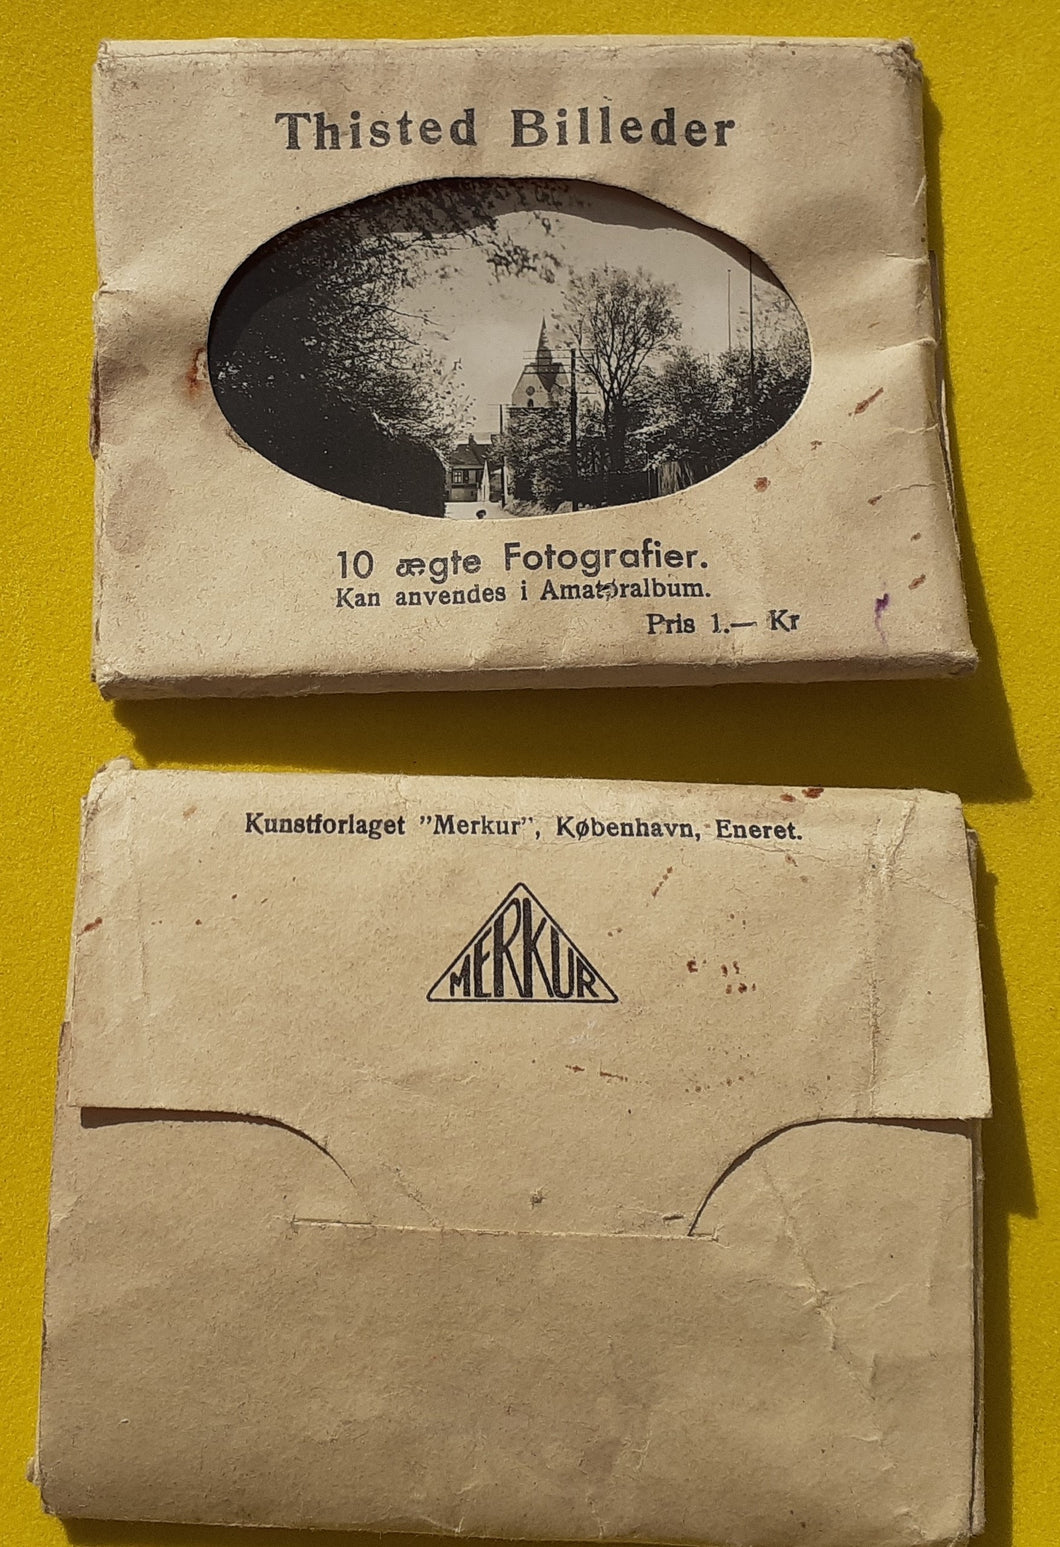 Thisted Billeder
10 ægte Fotografier.
Kan anvendes i Amatøralbum.
Pris 1.— Kr
Kunstforlaget "Merkur", København, Eneret.
MERKUR